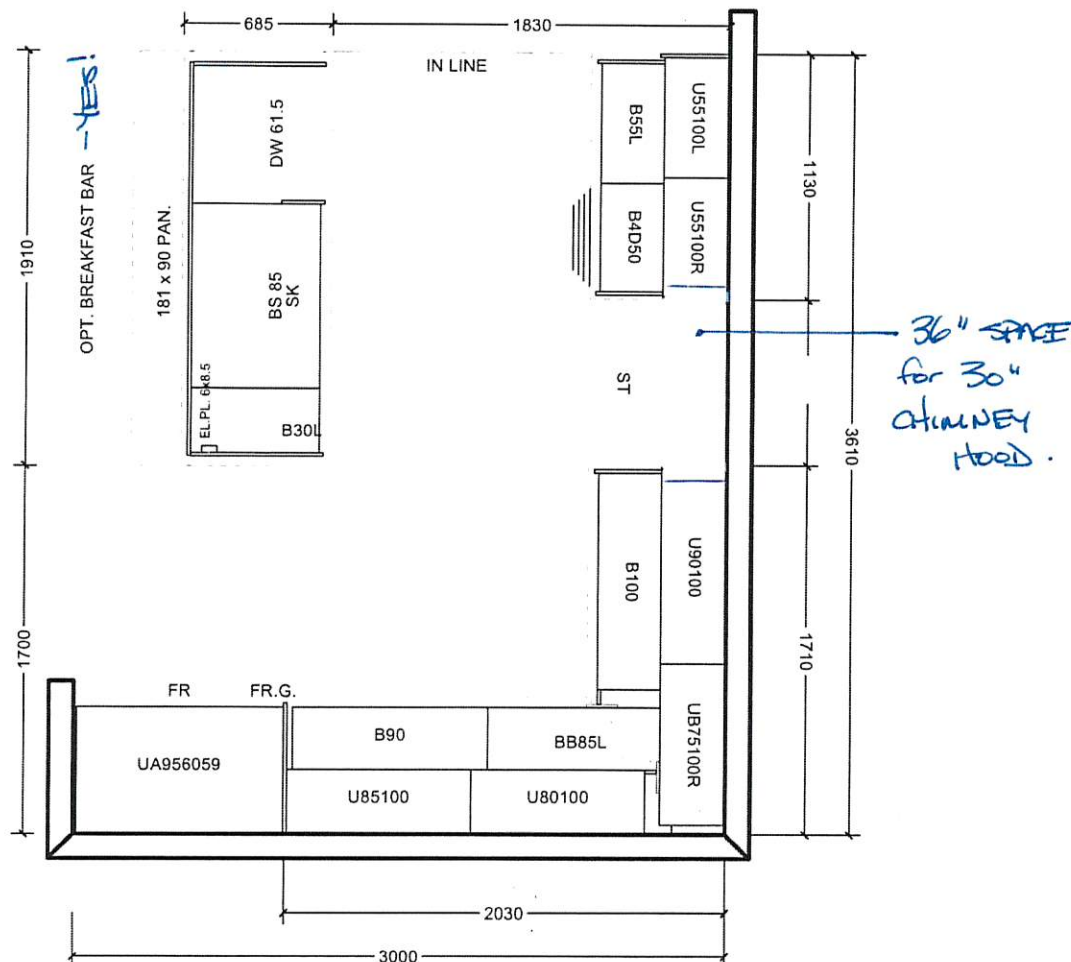 685
1830
IN LINE
OPT. BREAKFAST BAR
—YES!
1910
181 x 90 PAN.
DW 61.5
BS 85
SK
EL.PL. 6x8.5
B30L
B55L
U55100L
B4D50
U55100R
1130
ST
36" SPACE
for 30"
CHIMNEY
HOOD.
3610
1700
B100
U90100
1710
UB75100R
FR
FR.G.
UA956059
B90
BB85L
U85100
U80100
2030
3000